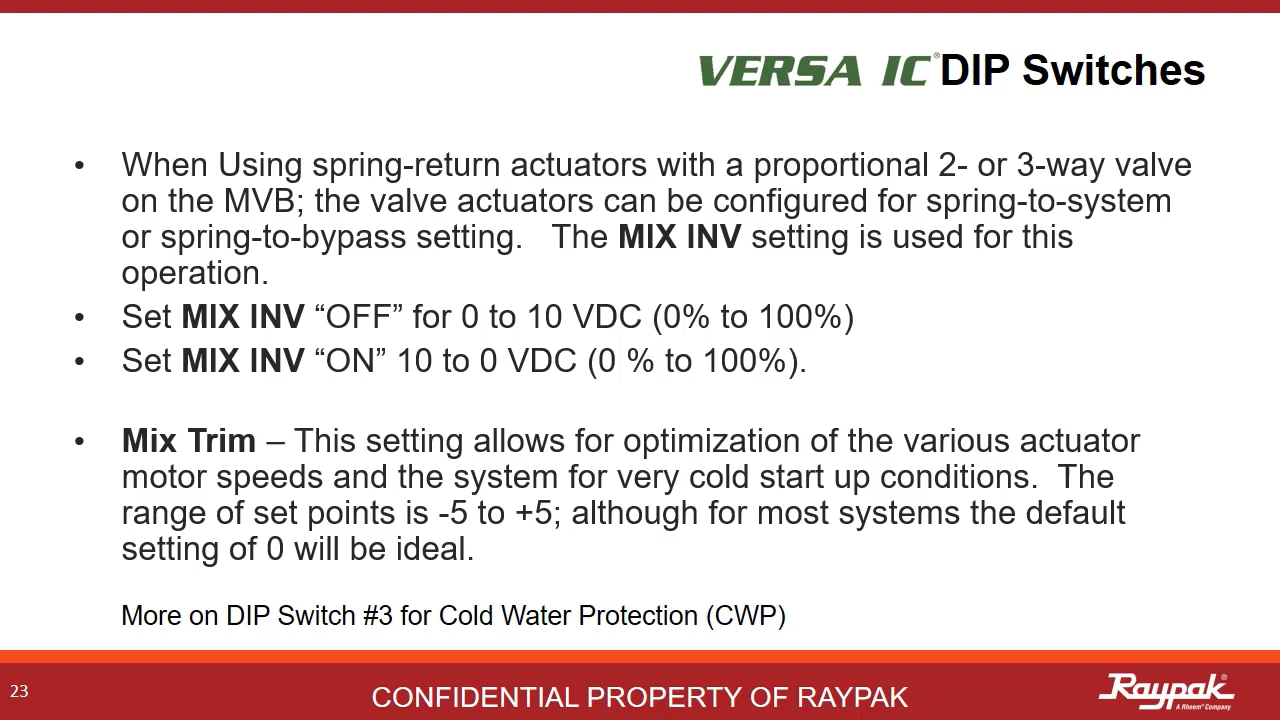 VERSA IC® DIP Switches
• When Using spring-return actuators with a proportional 2- or 3-way valve
on the MVB; the valve actuators can be configured for spring-to-system
or spring-to-bypass setting.   The MIX INV setting is used for this
operation.
• Set MIX INV “OFF” for 0 to 10 VDC (0% to 100%)
• Set MIX INV “ON” 10 to 0 VDC (0 % to 100%).
• Mix Trim – This setting allows for optimization of the various actuator
motor speeds and the system for very cold start up conditions.  The
range of set points is -5 to +5; although for most systems the default
setting of 0 will be ideal.
More on DIP Switch #3 for Cold Water Protection (CWP)
23
CONFIDENTIAL PROPERTY OF RAYPAK
Raypak®
A Rheem® Company